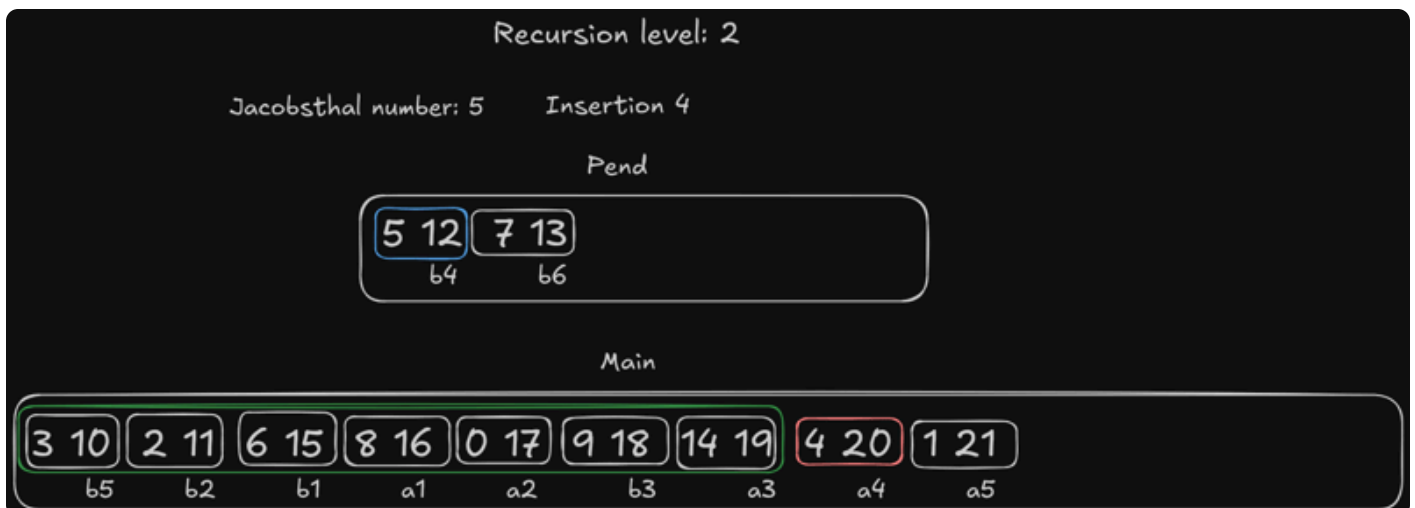 Recursion level: 2
Jacobsthal number: 5 Insertion 4
Pend
5 12 7 13
b4 b6
Main
3 10 2 11 6 15 8 16 0 17 9 18 14 19 4 20 1 21
b5 b2 b1 a1 a2 b3 a3 a4 a5